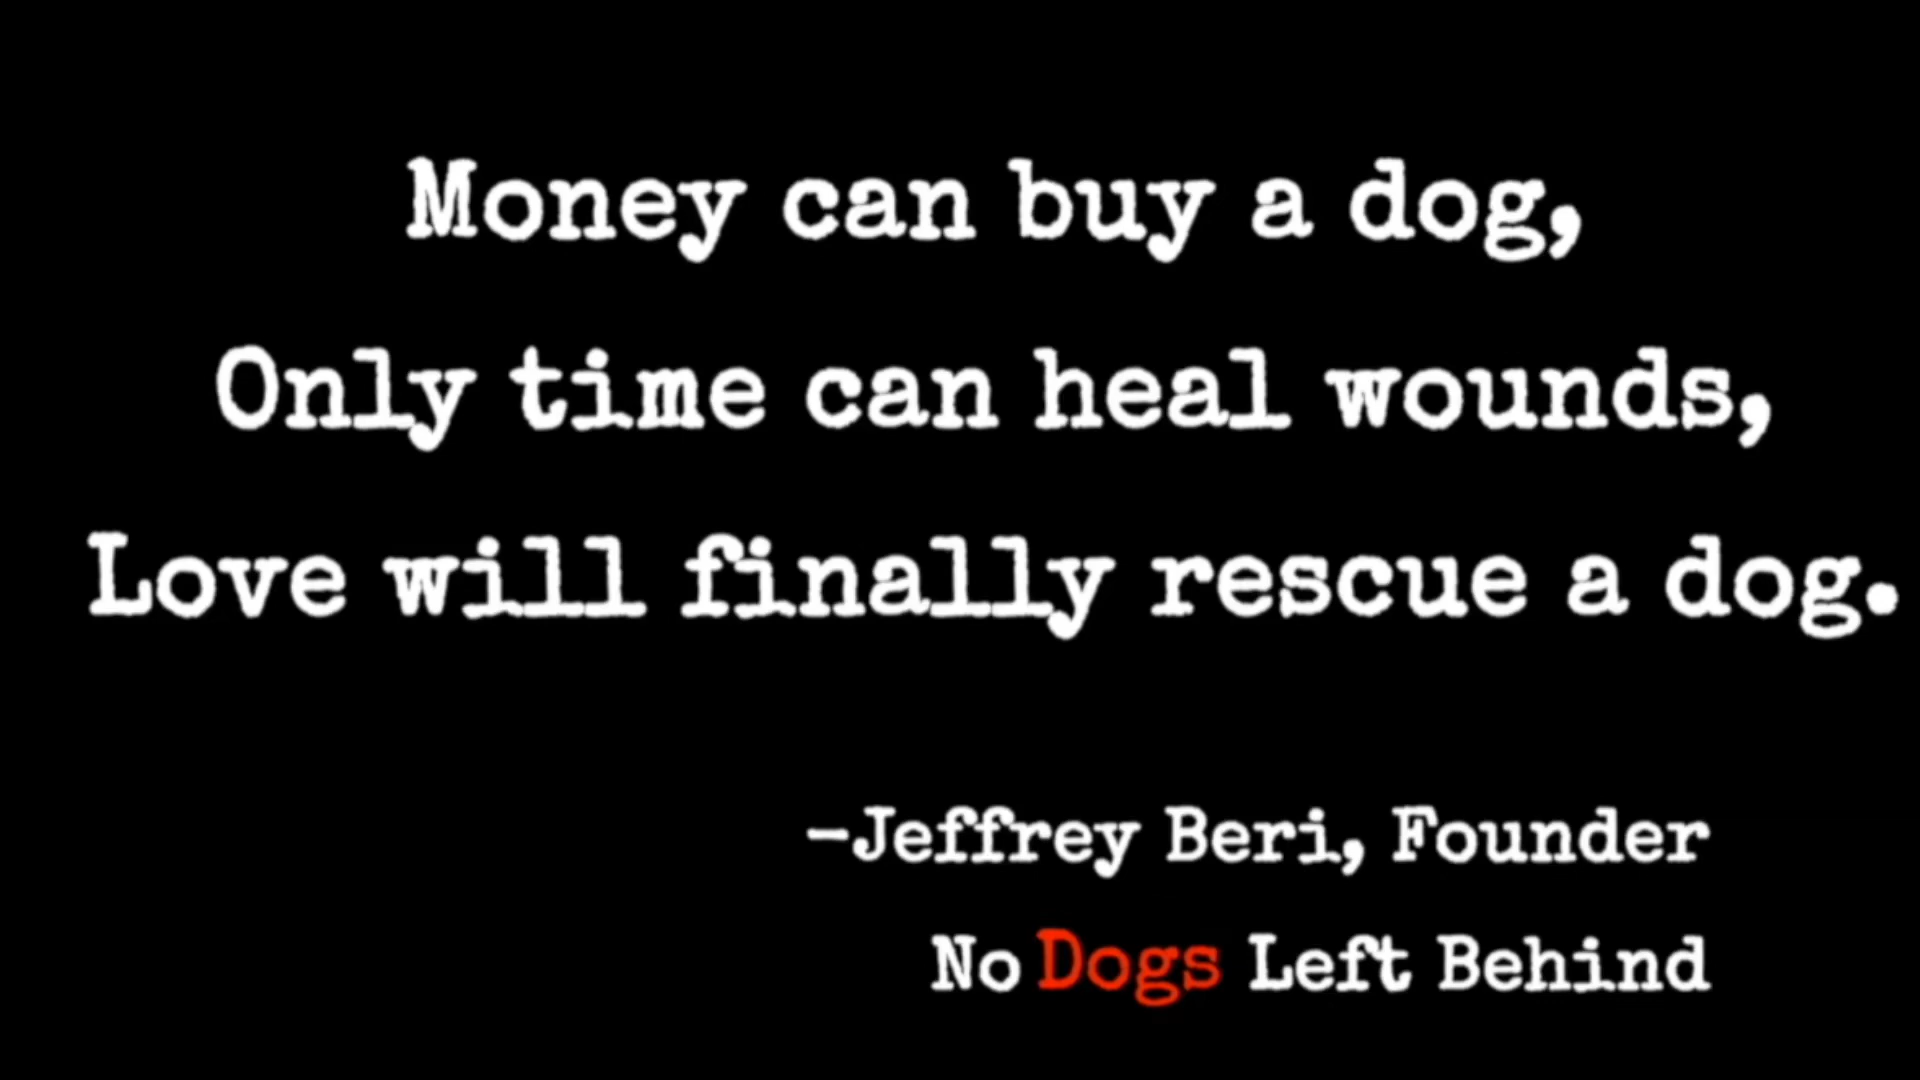 Money can buy a dog,
Only time can heal wounds,
Love will finally rescue a dog.
-Jeffrey Beri, Founder
No Dogs Left Behind